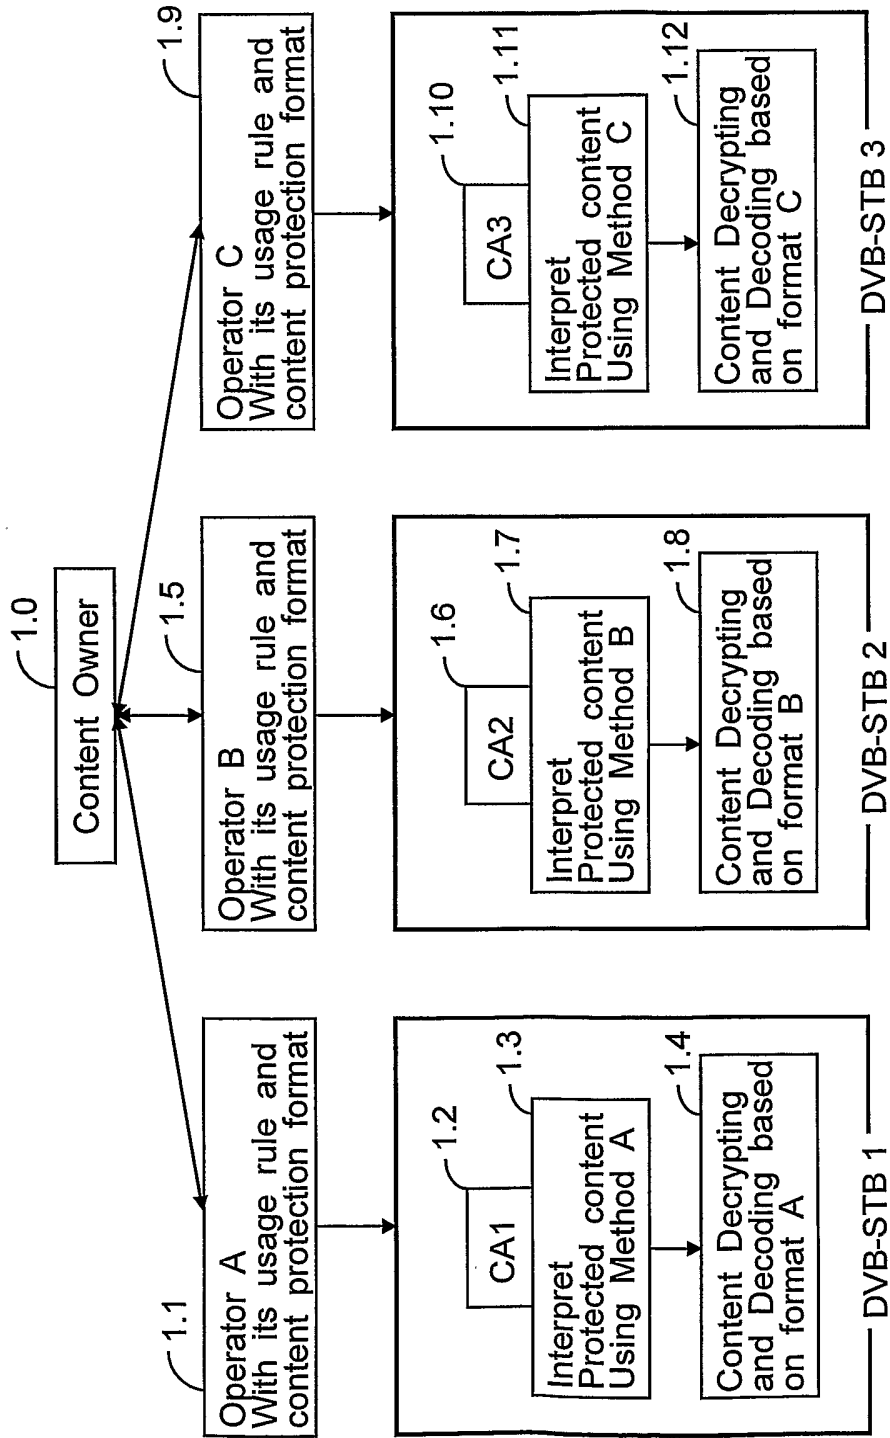 1.0
Content Owner
1.1
Operator A
With its usage rule and
content protection format
1.2
CA1
1.3
Interpret
Protected content
Using Method A
1.4
Content Decrypting
and Decoding based
on format A
DVB-STB 1
1.5
Operator B
With its usage rule and
content protection format
1.6
CA2
1.7
Interpret
Protected content
Using Method B
1.8
Content Decrypting
and Decoding based
on format B
DVB-STB 2
1.9
Operator C
With its usage rule and
content protection format
1.10
CA3
1.11
Interpret
Protected content
Using Method C
1.12
Content Decrypting
and Decoding based
on format C
DVB-STB 3